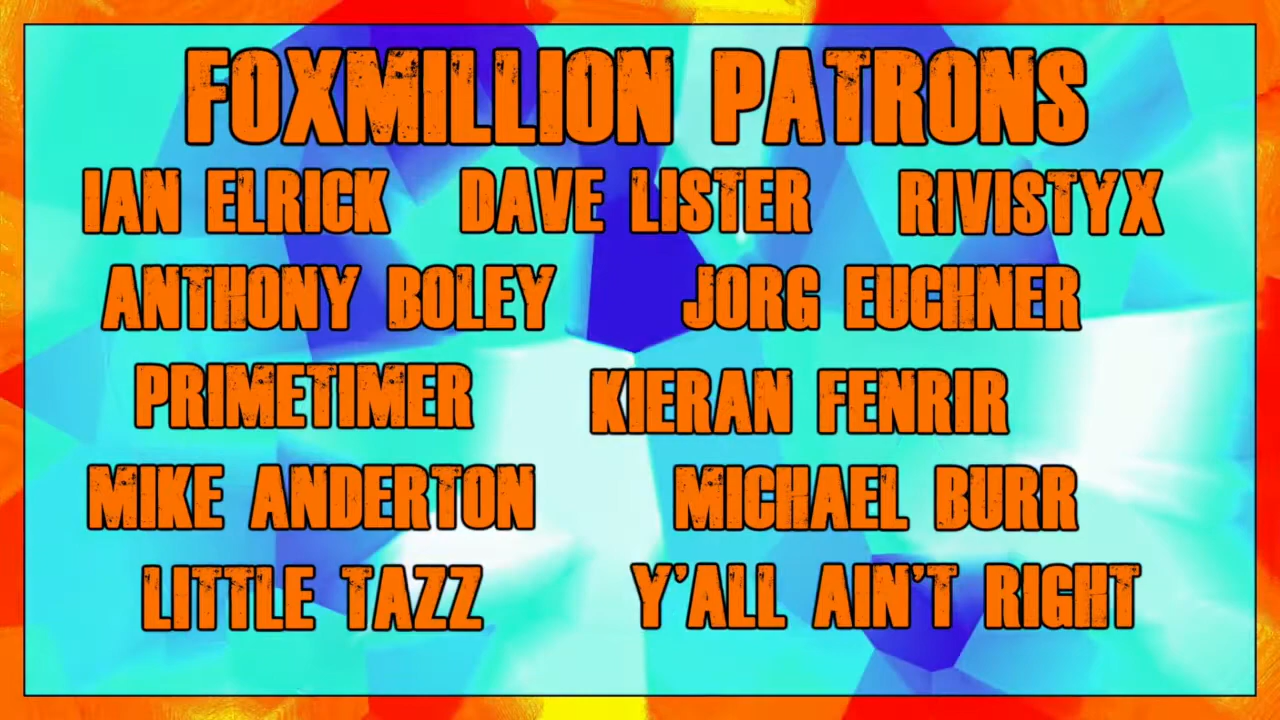 FOXMILLION PATRONS
IAN ELRICK DAVE LISTER RIVISTYX
ANTHONY BOLEY JORG EUCHNER
PRIMETIMER KIERAN FENRIR
MIKE ANDERTON MICHAEL BURR
LITTLE TAZZ Y'ALL AIN'T RIGHT